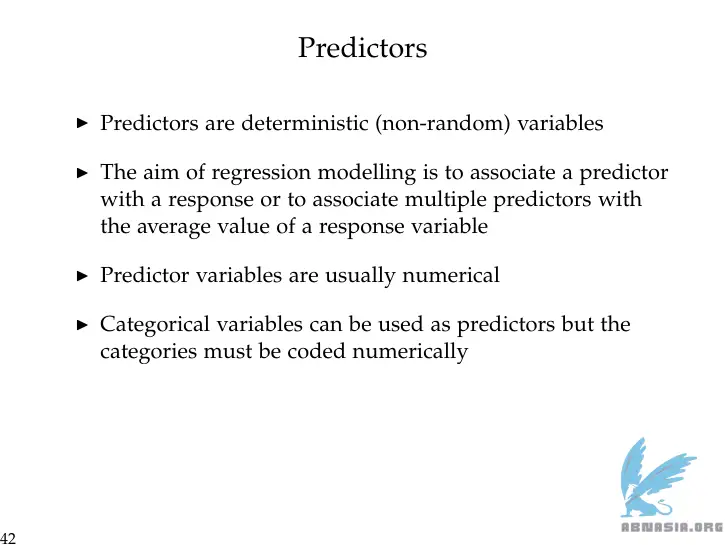 Predictors
▶ Predictors are deterministic (non-random) variables
▶ The aim of regression modelling is to associate a predictor
with a response or to associate multiple predictors with
the average value of a response variable
▶ Predictor variables are usually numerical
▶ Categorical variables can be used as predictors but the
categories must be coded numerically
ABNASIA.ORG
42